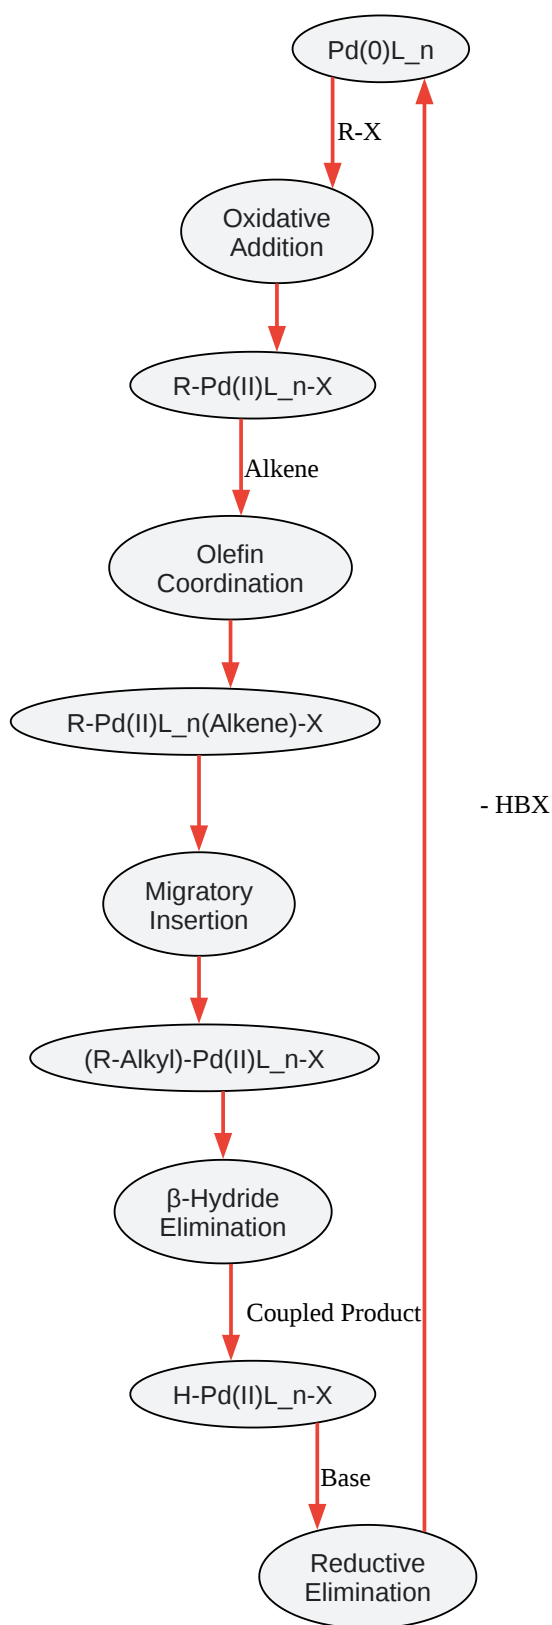 Pd(0)L_n
R-X
Oxidative
Addition
R-Pd(II)L_n-X
Alkene
Olefin
Coordination
R-Pd(II)L_n(Alkene)-X
- HBX
Migratory
Insertion
(R-Alkyl)-Pd(II)L_n-X
β-Hydride
Elimination
Coupled Product
H-Pd(II)L_n-X
Base
Reductive
Elimination